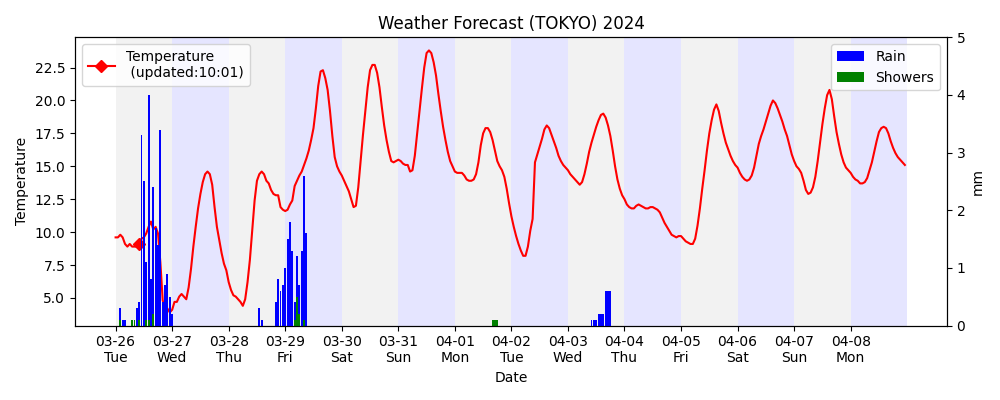 Weather Forecast (TOKYO) 2024
Temperature
(updated:10:01)
Rain
Showers
Temperature
22.5
20.0
17.5
15.0
12.5
10.0
7.5
5.0
5
4
3
2
1
0
mm
03-26 03-27 03-28 03-29 03-30 03-31 04-01 04-02 04-03 04-04 04-05 04-06 04-07 04-08
Tue Wed Thu Fri Sat Sun Mon Tue Wed Thu Fri Sat Sun Mon
Date